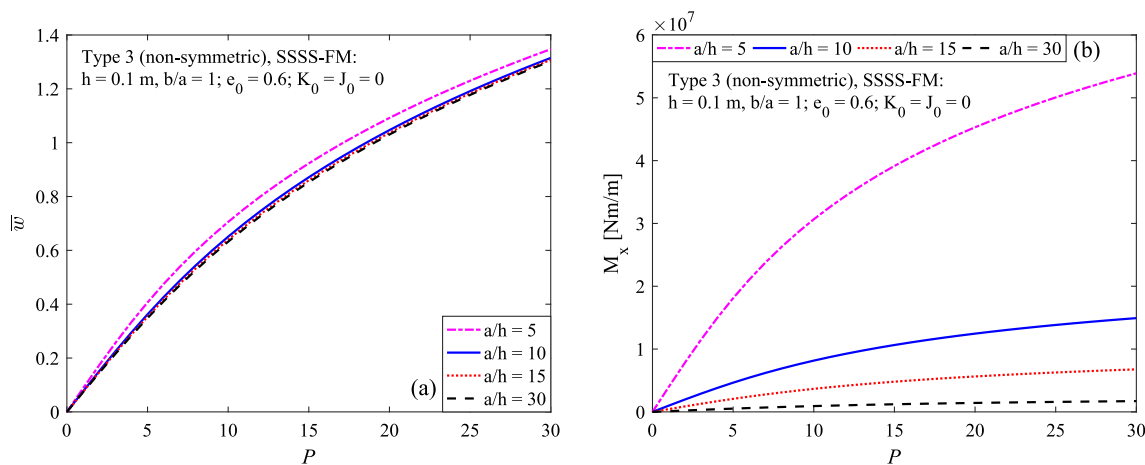 1.4
1.2
1
0.8
0.6
0.4
0.2
0
w̅
Type 3 (non-symmetric), SSSS-FM:
h = 0.1 m, b/a = 1; e₀ = 0.6; K₀ = J₀ = 0
a/h = 5
a/h = 10
a/h = 15
a/h = 30
(a)
0 5 10 15 20 25 30
P
×10⁷
6
5
4
3
2
1
0
Mₓ [Nm/m]
a/h = 5 a/h = 10 a/h = 15 a/h = 30
(b)
Type 3 (non-symmetric), SSSS-FM:
h = 0.1 m, b/a = 1; e₀ = 0.6; K₀ = J₀ = 0
0 5 10 15 20 25 30
P